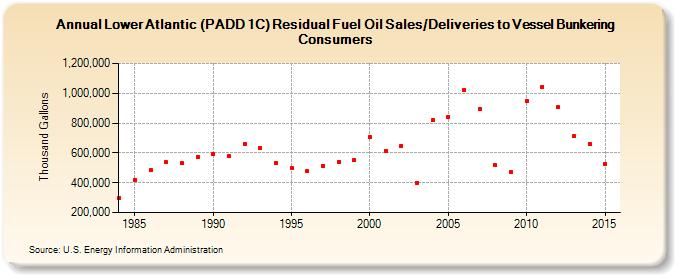 Annual Lower Atlantic (PADD 1C) Residual Fuel Oil Sales/Deliveries to Vessel Bunkering
Consumers
Thousand Gallons
1,200,000
1,000,000
800,000
600,000
400,000
200,000
1985 1990 1995 2000 2005 2010 2015
Source: U.S. Energy Information Administration